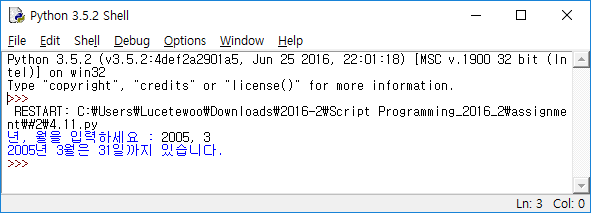 Python 3.5.2 Shell
File Edit Shell Debug Options Window Help
Python 3.5.2 (v3.5.2:4def2a2901a5, Jun 25 2016, 22:01:18) [MSC v.1900 32 bit (In
tel)] on win32
Type "copyright", "credits" or "license()" for more information.
>>>
RESTART: C:₩Users₩Lucetewoo₩Downloads₩2016-2₩Script Programming_2016_2₩assignme
nt₩#2₩4.11.py
년, 월을 입력하세요 : 2005, 3
2005년 3월은 31일까지 있습니다.
>>>
Ln: 3 Col: 0